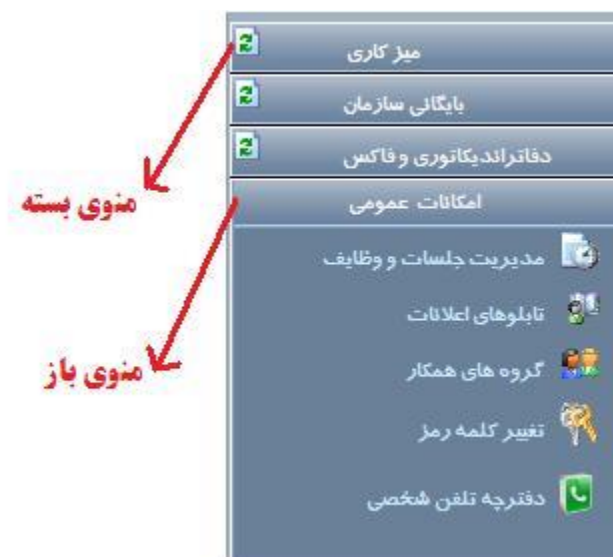 میز کاری
بایگانی سازمان
دفاتراندیکاتوری و فاکس
منوی بسته
امکانات عمومی
مدیریت جلسات و وظایف
تابلوهای اعلانات
منوی باز
گروه های همکار
تغییر کلمه رمز
دفترچه تلفن شخصی